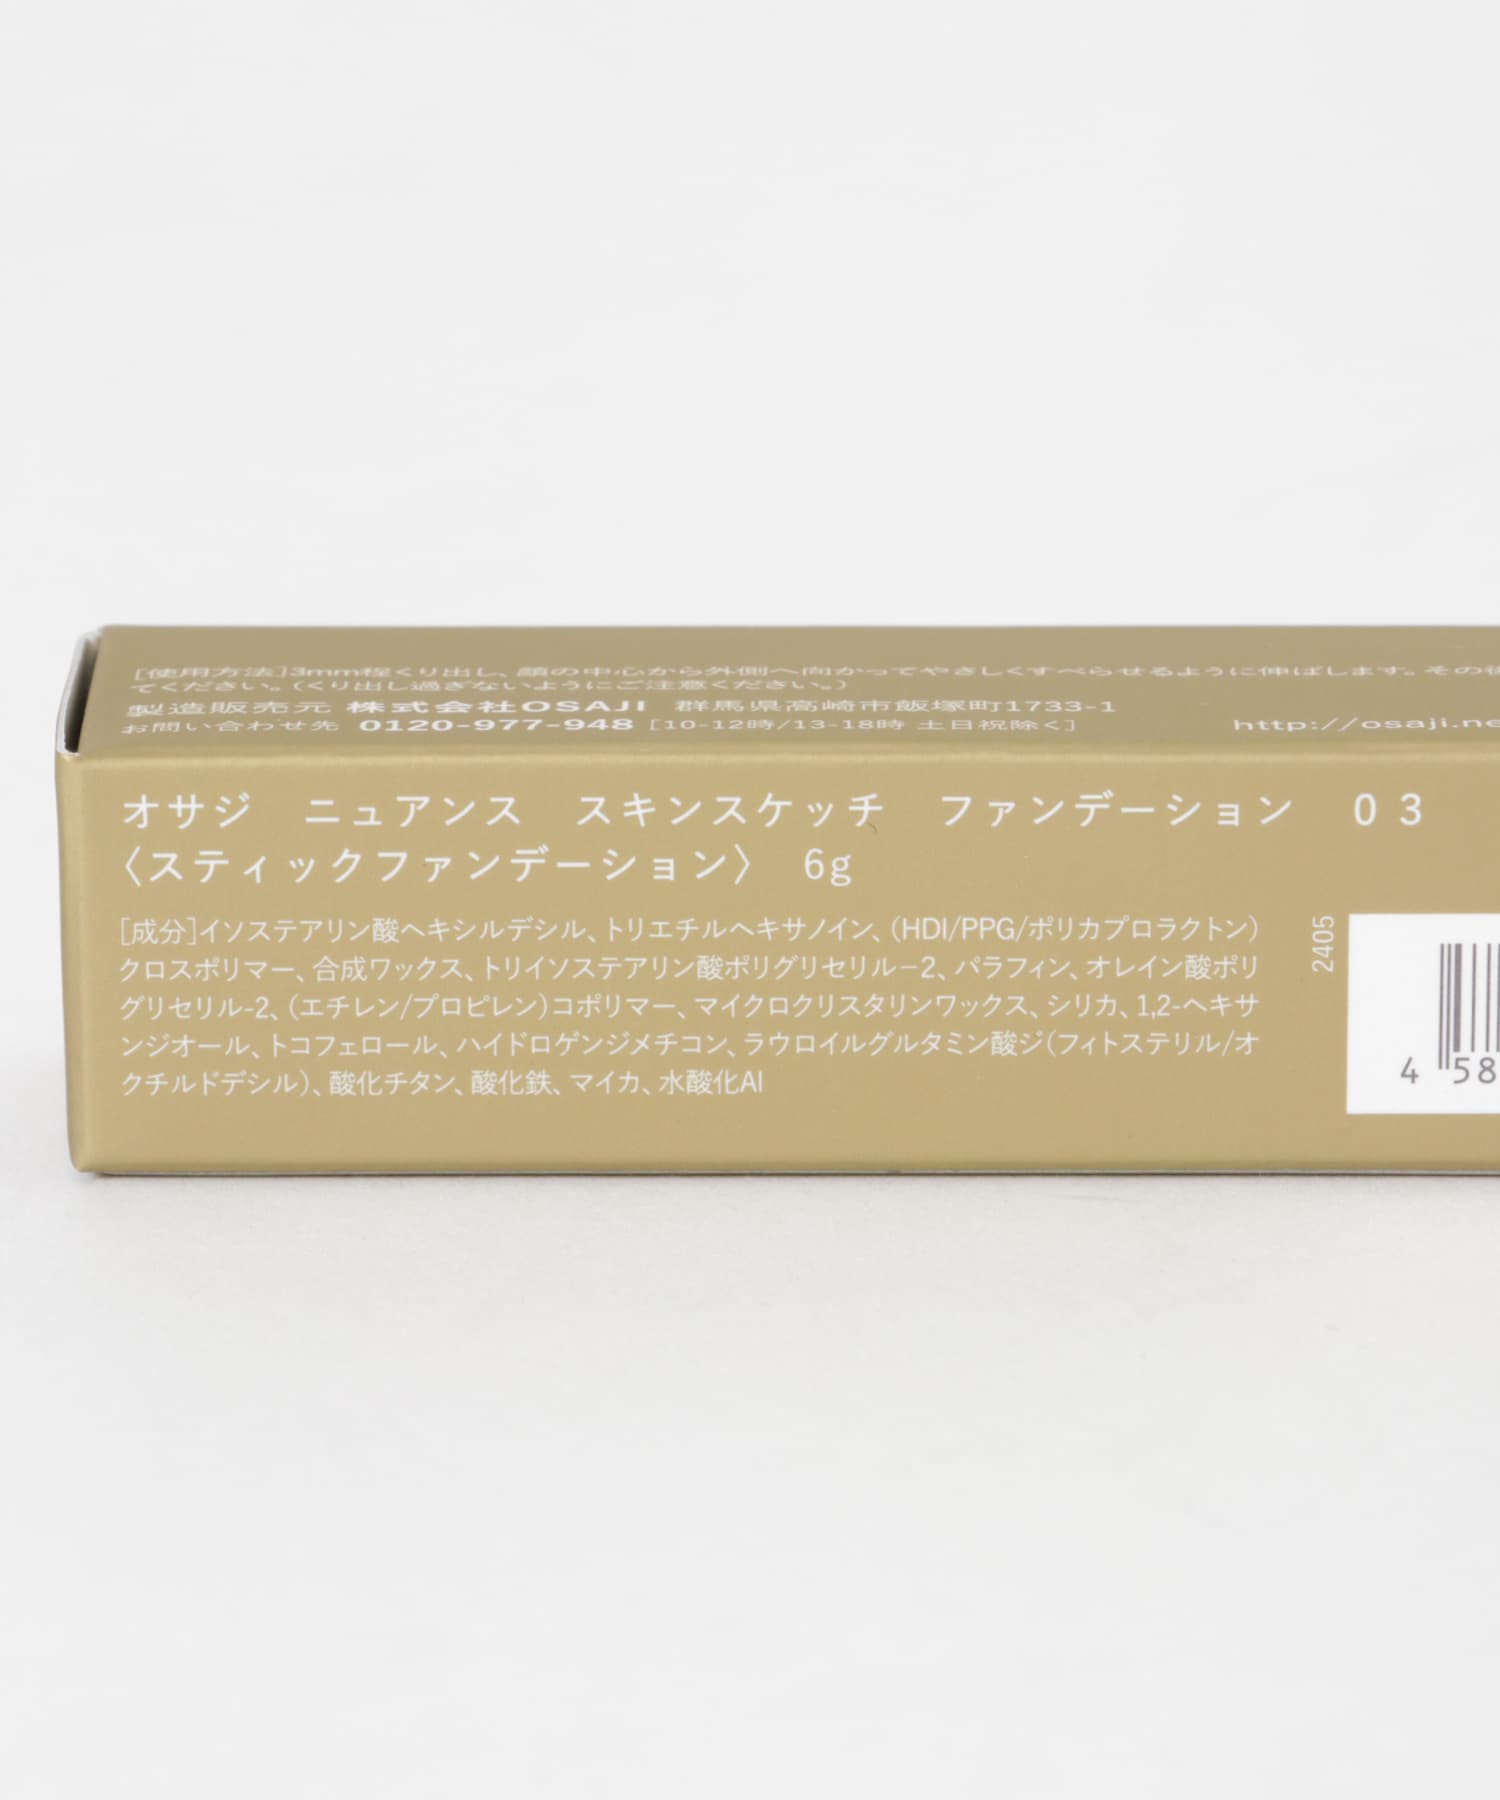 [使用方法]3mm程くり出し、顔の中心から外側へ向かってやさしくすべらせるように伸ばします。その後
てください。(くり出し過ぎないようにご注意ください。)
製造販売元 株式会社OSAJI 群馬県高崎市飯塚町1733-1
お問い合わせ先 0120-977-948 [10-12時/13-18時 土日祝除く] http://osaji.ne
オサジ ニュアンス スキンスケッチ ファンデーション 03
〈スティックファンデーション〉 6g
[成分]イソステアリン酸ヘキシルデシル、トリエチルヘキサノイン、(HDI/PPG/ポリカプロラクトン)
クロスポリマー、合成ワックス、トリイソステアリン酸ポリグリセリル−2、パラフィン、オレイン酸ポリ
グリセリル-2、(エチレン/プロピレン)コポリマー、マイクロクリスタリンワックス、シリカ、1,2-ヘキサ
ンジオール、トコフェロール、ハイドロゲンジメチコン、ラウロイルグルタミン酸ジ(フィトステリル/オ
クチルドデシル)、酸化チタン、酸化鉄、マイカ、水酸化Al
2405
4 58